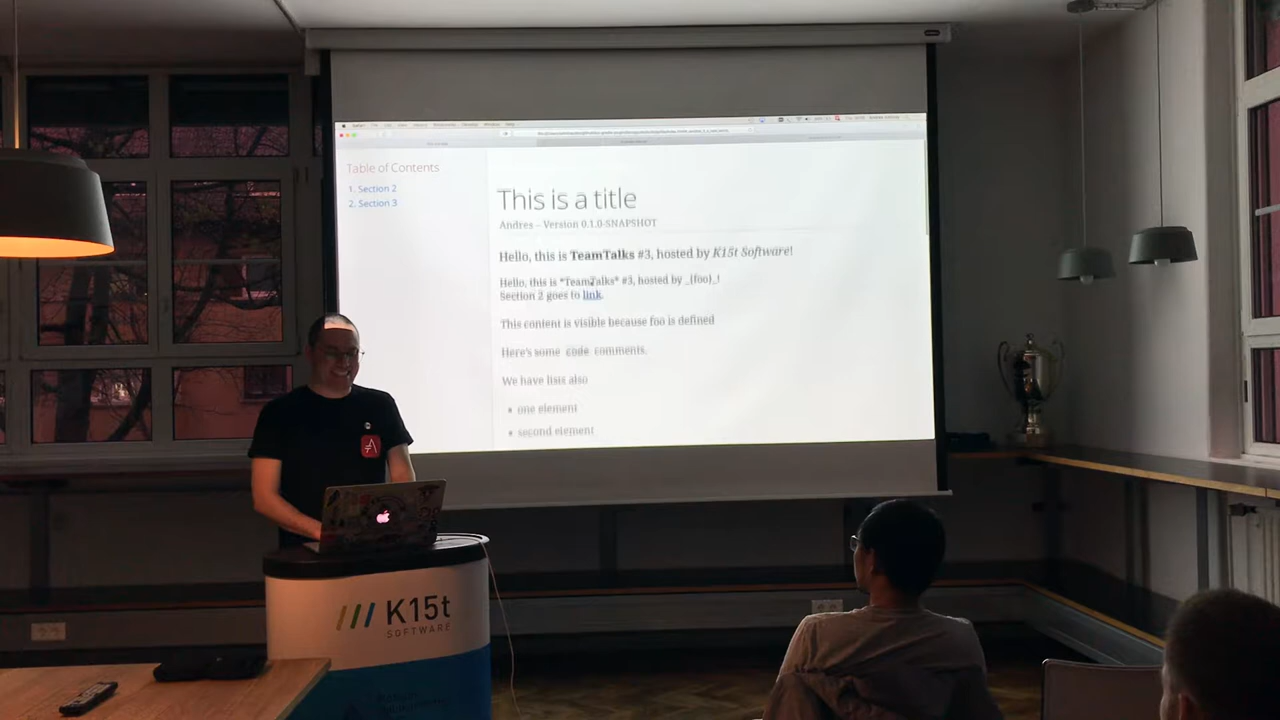 Table of Contents
1. Section 2
2. Section 3
This is a title
Andres – Version 0.1.0-SNAPSHOT
Hello, this is TeamTalks #3, hosted by K15t Software!
Hello, this is *TeamTalks* #3, hosted by _{foo}_!
Section 2 goes to link.
This content is visible because foo is defined
Here's some code comments.
We have lists also
one element
second element
K15t
SOFTWARE